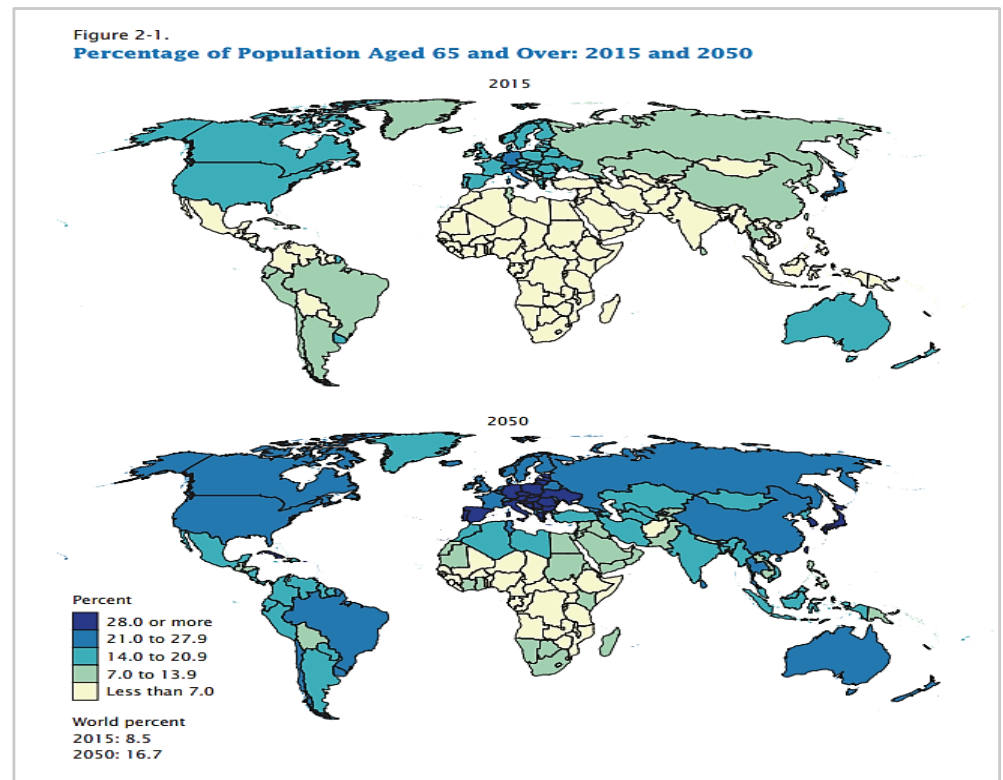 Figure 2-1.
Percentage of Population Aged 65 and Over: 2015 and 2050
2015
2050
Percent
28.0 or more
21.0 to 27.9
14.0 to 20.9
7.0 to 13.9
Less than 7.0
World percent
2015: 8.5
2050: 16.7